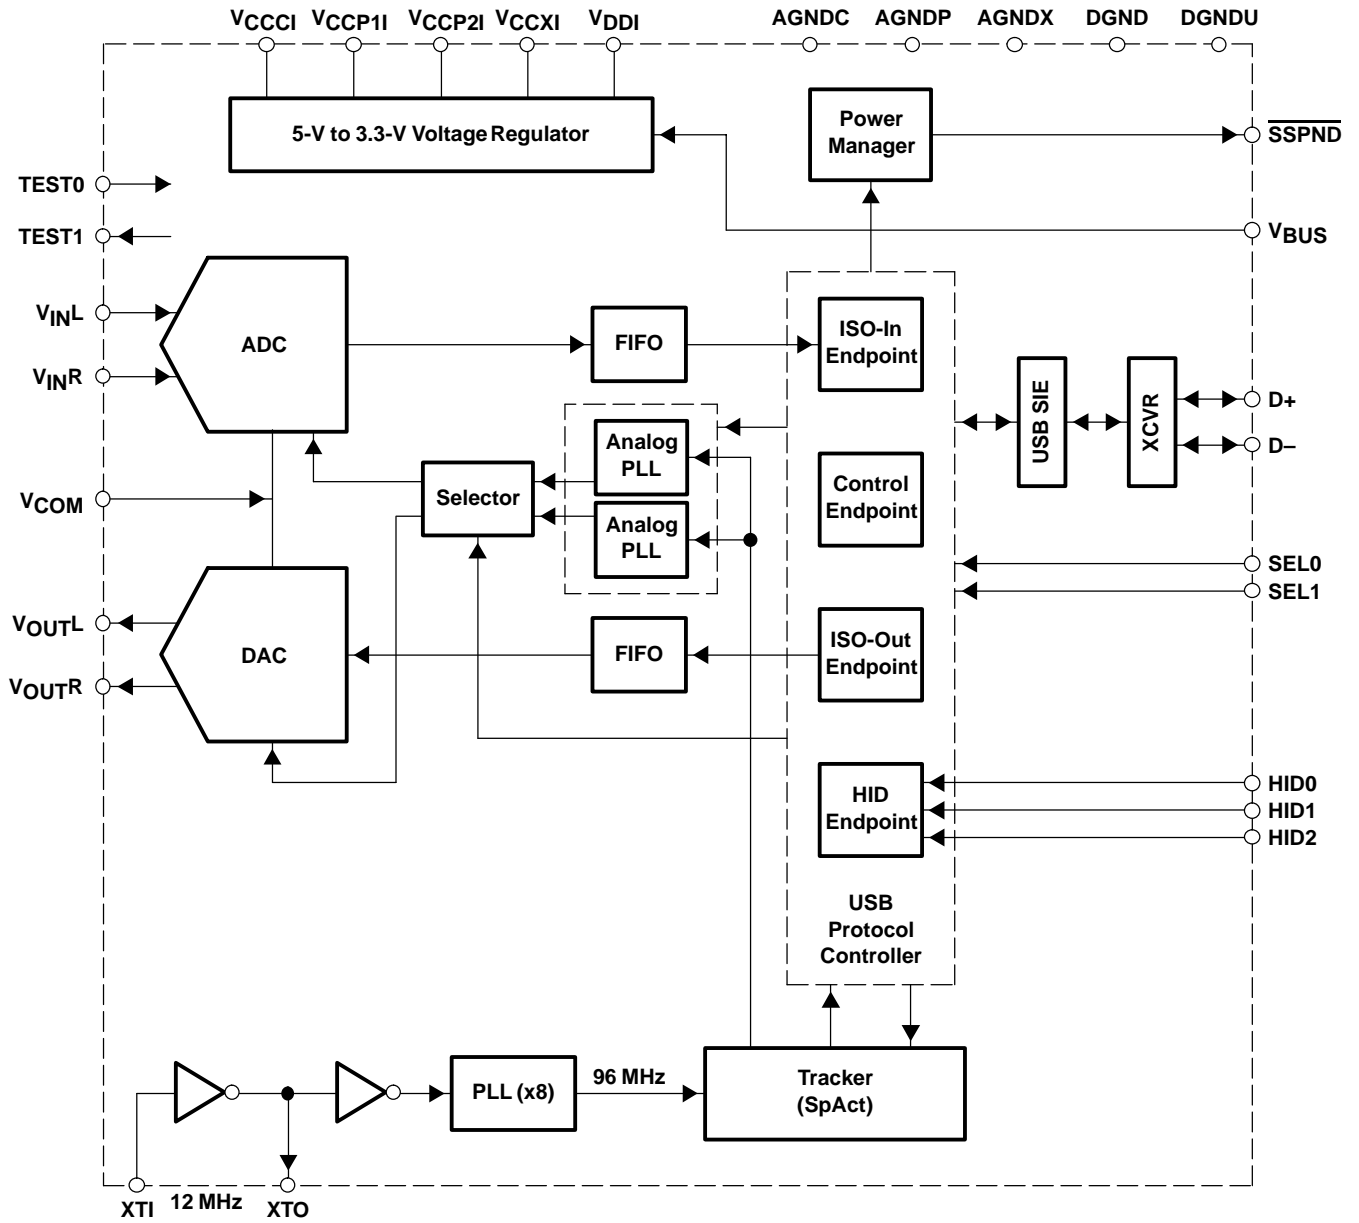 VCCCI VCCP1I VCCP2I VCCXI VDDI AGNDC AGNDP AGNDX DGND DGNDU
5-V to 3.3-V Voltage Regulator
Power
Manager
SSPND
TEST0
TEST1
VBUS
VINL
VINR
ADC
FIFO
ISO-In
Endpoint
USB SIE
XCVR
D+
D–
Analog
PLL
Analog
PLL
Selector
Control
Endpoint
VCOM
SEL0
SEL1
VOUTL
VOUTR
DAC
FIFO
ISO-Out
Endpoint
HID
Endpoint
HID0
HID1
HID2
USB
Protocol
Controller
PLL (x8)
96 MHz
Tracker
(SpAct)
XTI
12 MHz
XTO